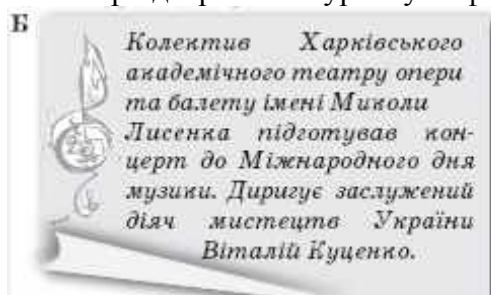 Б
Колектив Харківського
академічного театру опери
та балету імені Миколи
Лисенка підготував кон-
церт до Міжнародного дня
музики. Диригує заслужений
діяч мистецтв України
Віталій Куценко.